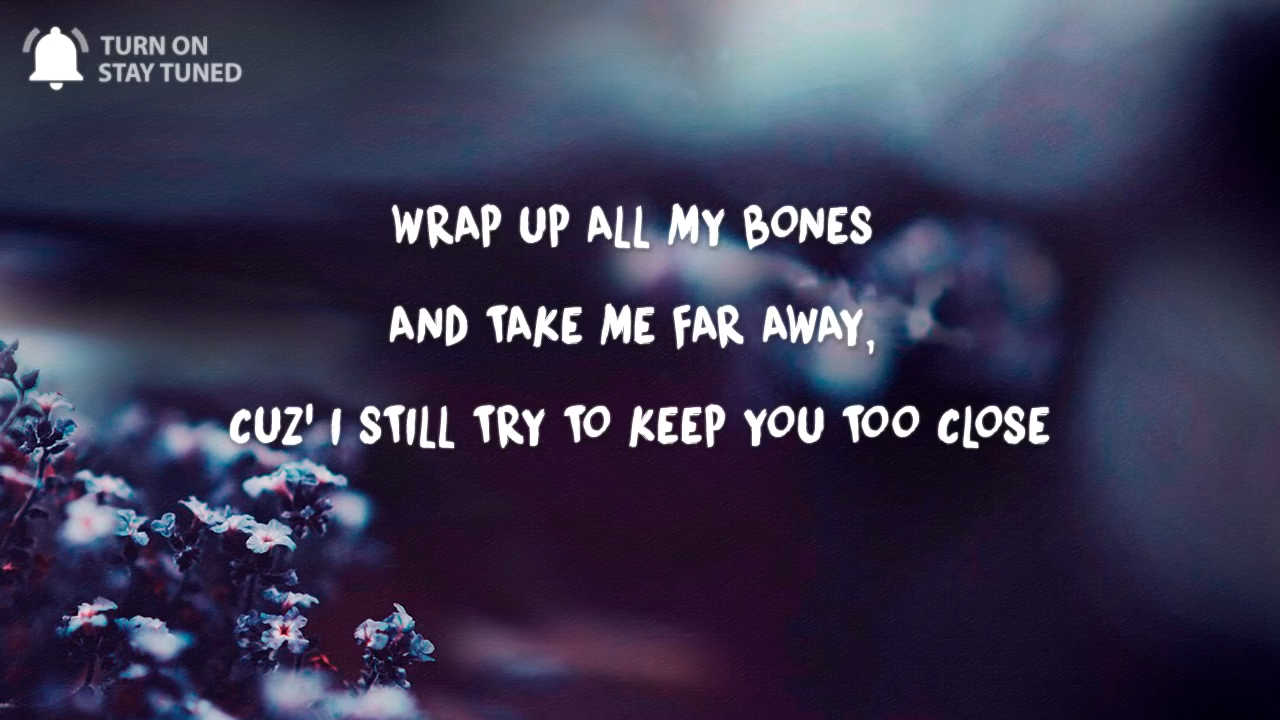 TURN ON
STAY TUNED
WRAP UP ALL MY BONES
AND TAKE ME FAR AWAY,
CUZ' I STILL TRY TO KEEP YOU TOO CLOSE